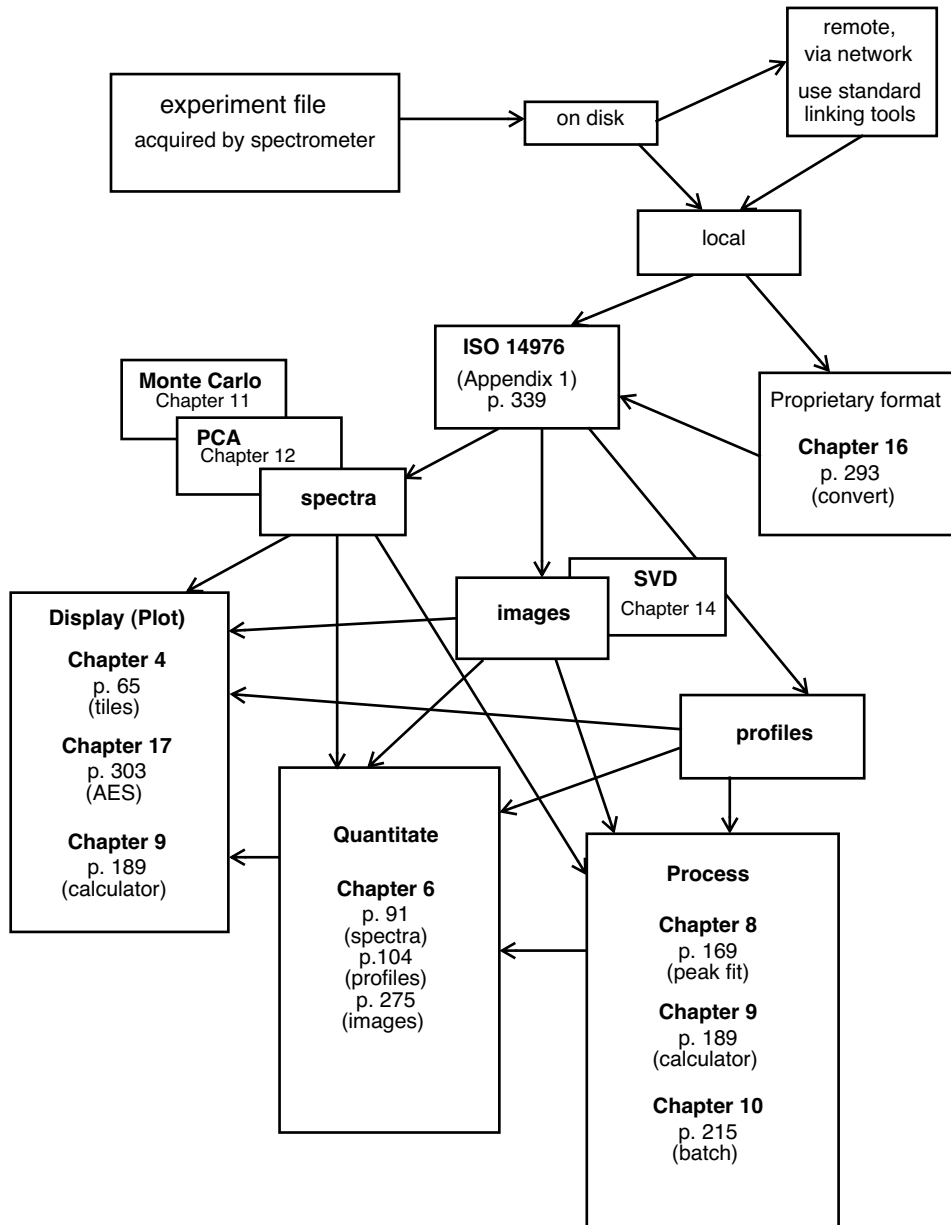 remote,
via network
use standard
linking tools
experiment file
acquired by spectrometer
on disk
local
ISO 14976
(Appendix 1)
p. 339
Monte Carlo
Chapter 11
PCA
Chapter 12
spectra
Proprietary format
Chapter 16
p. 293
(convert)
SVD
Chapter 14
images
Display (Plot)
Chapter 4
p. 65
(tiles)
Chapter 17
p. 303
(AES)
Chapter 9
p. 189
(calculator)
profiles
Quantitate
Chapter 6
p. 91
(spectra)
p.104
(profiles)
p. 275
(images)
Process
Chapter 8
p. 169
(peak fit)
Chapter 9
p. 189
(calculator)
Chapter 10
p. 215
(batch)